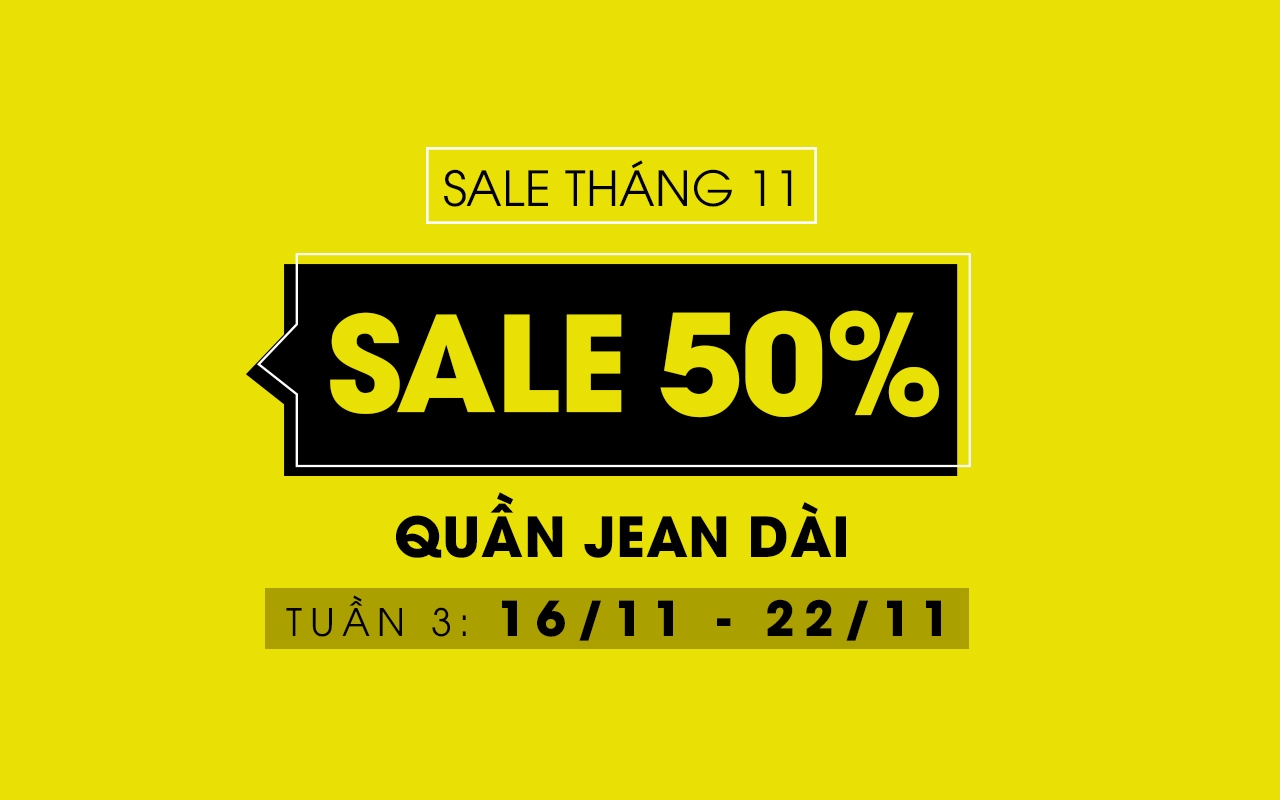 SALE THÁNG 11
SALE 50%
QUẦN JEAN DÀI
TUẦN 3: 16/11 - 22/11